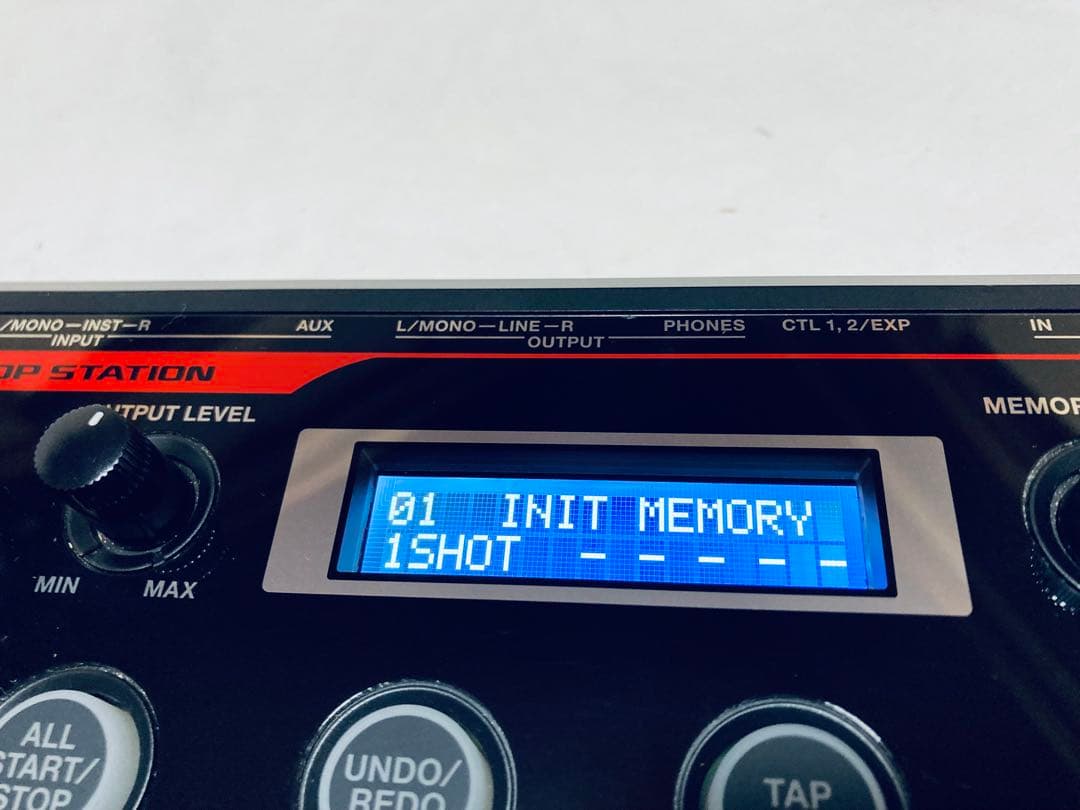 /MONO—INST—R
INPUT
AUX
L/MONO—LINE—R
OUTPUT
PHONES
CTL 1, 2/EXP
IN
OP STATION
UTPUT LEVEL
MEMOR
MIN
MAX
01 INIT MEMORY
1SHOT – – – – –
ALL
START/
STOP
UNDO/
REDO
TAP